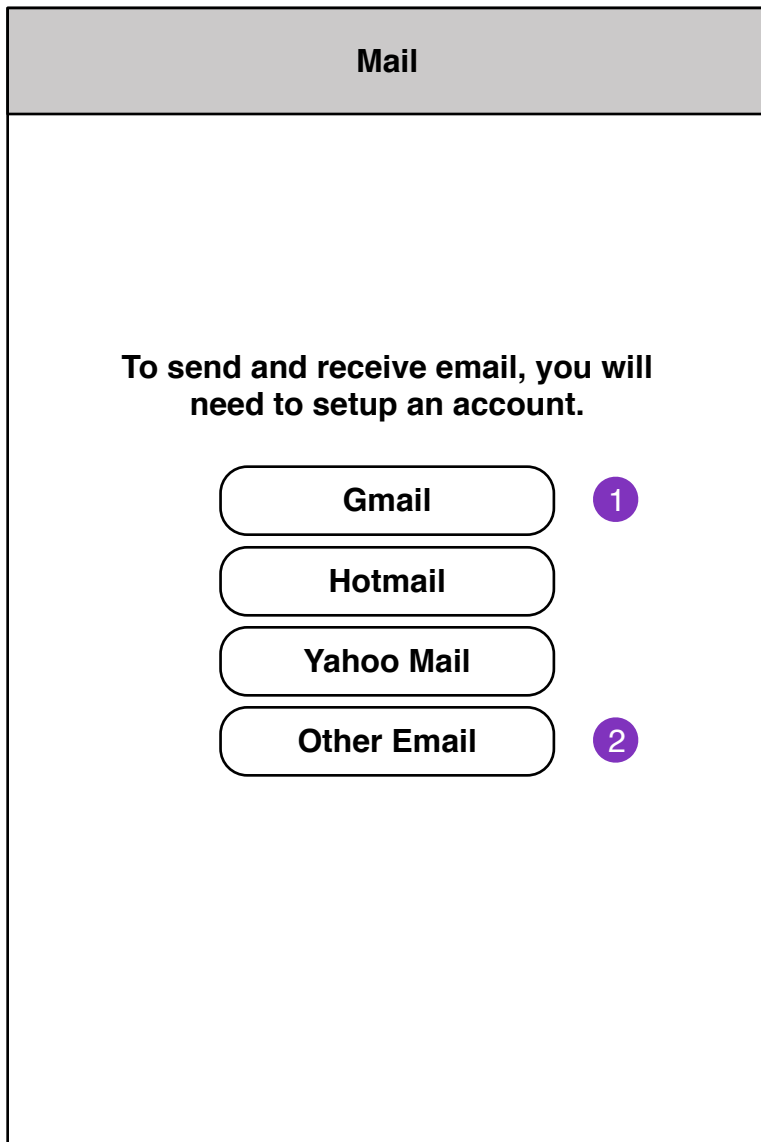 Mail
To send and receive email, you will
need to setup an account.
Gmail
1
Hotmail
Yahoo Mail
Other Email
2